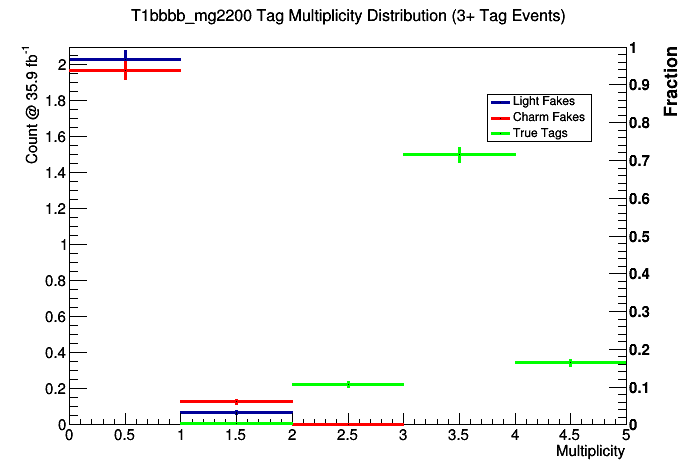 T1bbbb_mg2200 Tag Multiplicity Distribution (3+ Tag Events)
Count @ 35.9 fb⁻¹
2
1.8
1.6
1.4
1.2
1
0.8
0.6
0.4
0.2
0
Light Fakes
Charm Fakes
True Tags
1
0.9
0.8
0.7
0.6
0.5
0.4
0.3
0.2
0.1
0
Fraction
0 0.5 1 1.5 2 2.5 3 3.5 4 4.5 5
Multiplicity